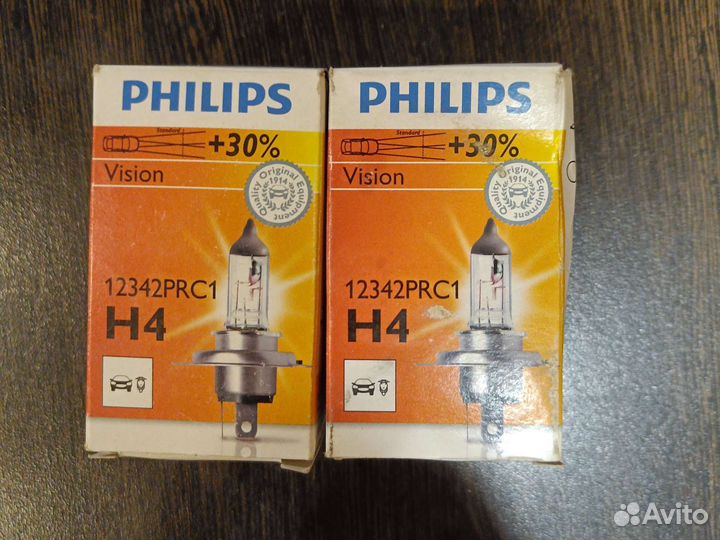 PHILIPS
Standard
+30%
Vision
Quality Original Equipment
1914
12342PRC1
H4
PHILIPS
Standard
+30%
Vision
Quality Original Equipment
1914
12342PRC1
H4
Avito